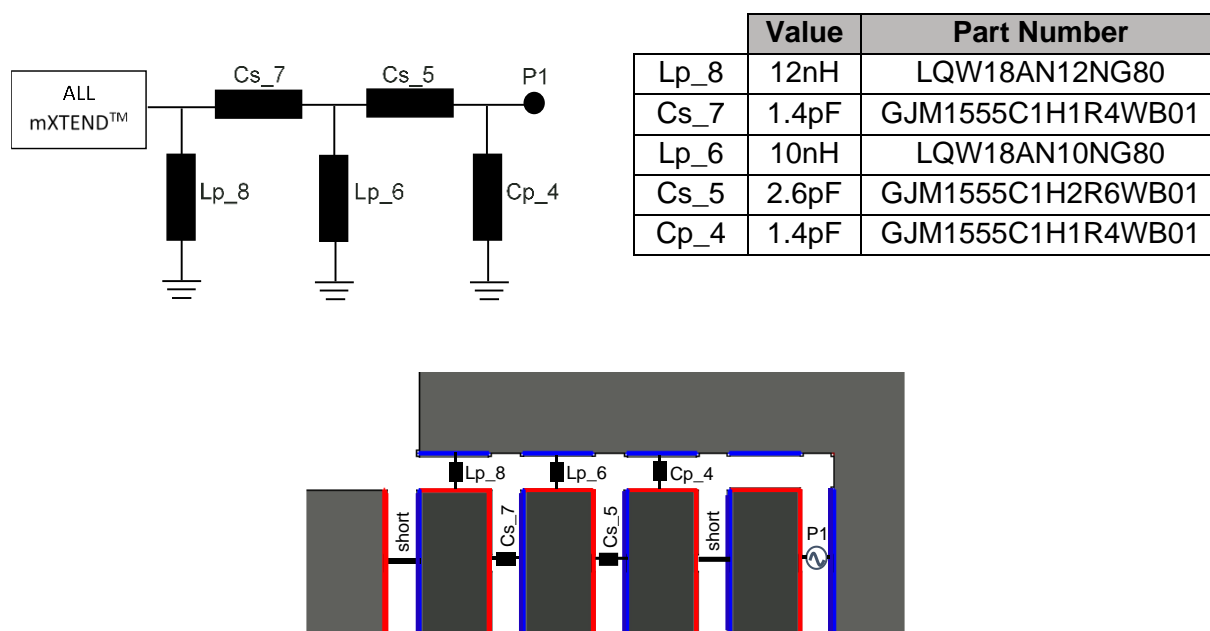 ALL
mXTEND™
Cs_7
Cs_5
P1
Lp_8
Lp_6
Cp_4
Value Part Number
Lp_8 12nH LQW18AN12NG80
Cs_7 1.4pF GJM1555C1H1R4WB01
Lp_6 10nH LQW18AN10NG80
Cs_5 2.6pF GJM1555C1H2R6WB01
Cp_4 1.4pF GJM1555C1H1R4WB01
Lp_8
Lp_6
Cp_4
short
Cs_7
Cs_5
short
P1